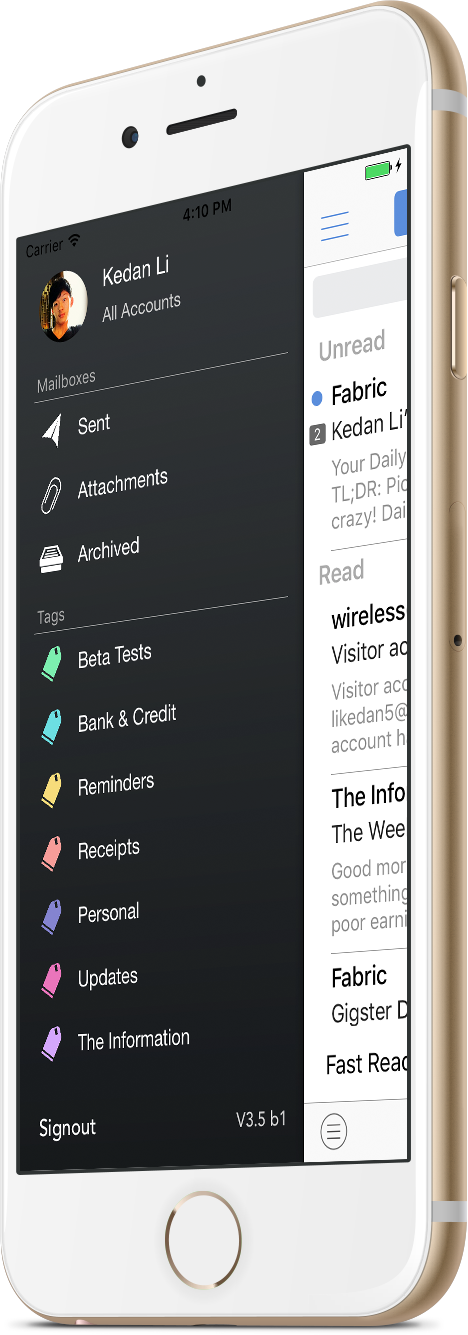 Carrier
4:10 PM
Kedan Li
All Accounts
Mailboxes
Sent
Attachments
Archived
Tags
Beta Tests
Bank & Credit
Reminders
Receipts
Personal
Updates
The Information
Signout
V3.5 b1
Unread
Fabric
2
Kedan Li'
Your Daily
TL;DR: Pic
crazy! Dai
Read
wireless
Visitor ac
Visitor acc
likedan5@
account h
The Info
The Wee
Good mor
something
poor earni
Fabric
Gigster D
Fast Read